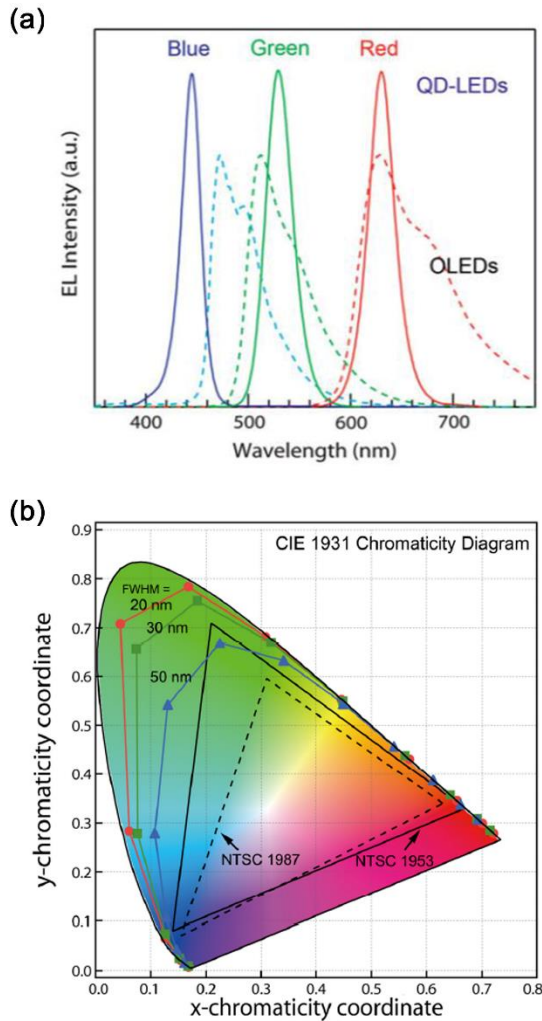 (a)
Blue Green Red
QD-LEDs
OLEDs
EL Intensity (a.u.)
400 500 600 700
Wavelength (nm)
(b)
0.9
0.8
0.7
0.6
0.5
0.4
0.3
0.2
0.1
0.0
CIE 1931 Chromaticity Diagram
FWHM =
20 nm
30 nm
50 nm
NTSC 1987
NTSC 1953
y-chromaticity coordinate
0.0 0.1 0.2 0.3 0.4 0.5 0.6 0.7 0.8
x-chromaticity coordinate